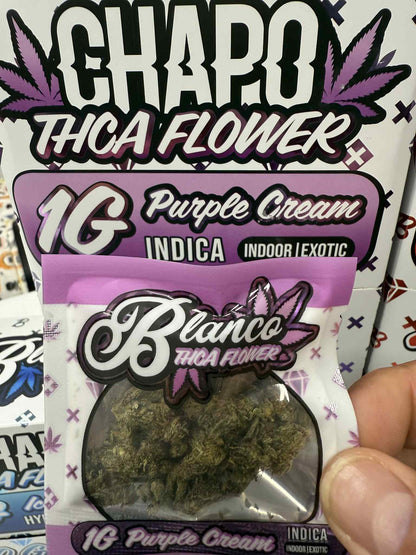 CHAPO
THCA FLOWER
1G Purple Cream
INDICA INDOOR | EXOTIC
Blanco
THCA FLOWER
1G Purple Cream
INDICA
INDOOR | EXOTIC